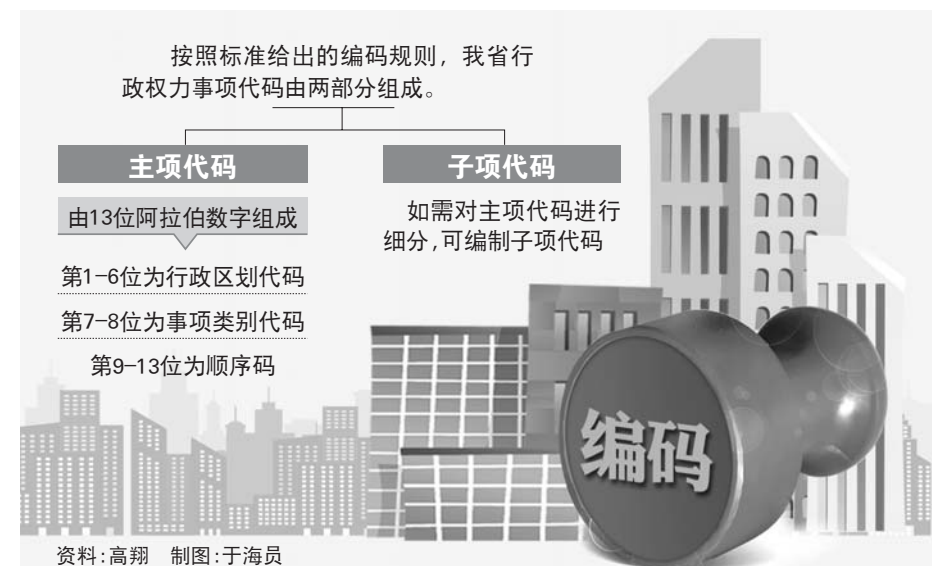 按照标准给出的编码规则，我省行
政权力事项代码由两部分组成。
主项代码
由13位阿拉伯数字组成
第1-6位为行政区划代码
第7-8位为事项类别代码
第9-13位为顺序码
子项代码
如需对主项代码进行
细分,可编制子项代码
编码
资料:高翔 制图:于海员